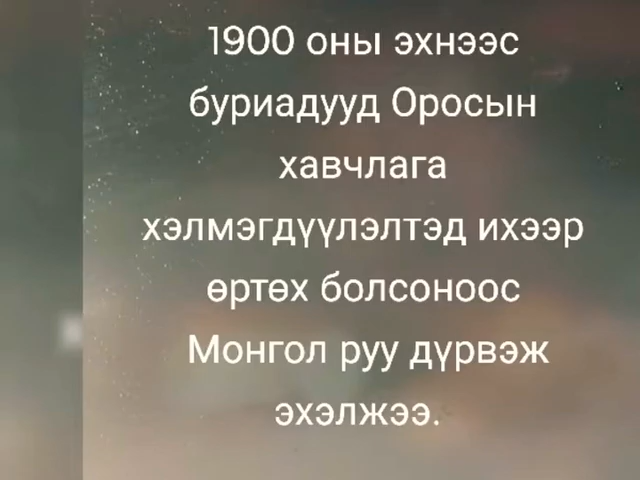 1900 оны эхнээс
буриадууд Оросын
хавчлага
хэлмэгдүүлэлтэд ихээр
өртөх болсоноос
Монгол руу дүрвэж
эхэлжээ.